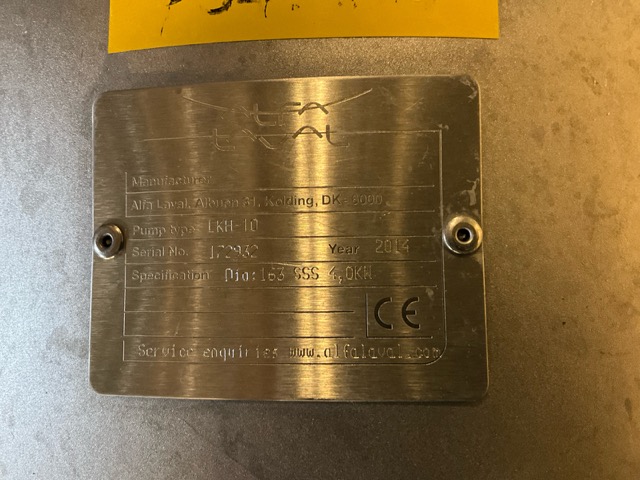 ALFA
LAVAL
Manufacturer
Alfa Laval, Albuen 31, Kolding, DK - 6000
Pump type: LKH-10
Serial No. 172932 Year 2014
Specification Dia:163 SSS 4,0KW
CE
Service enquiries www.alfalaval.com